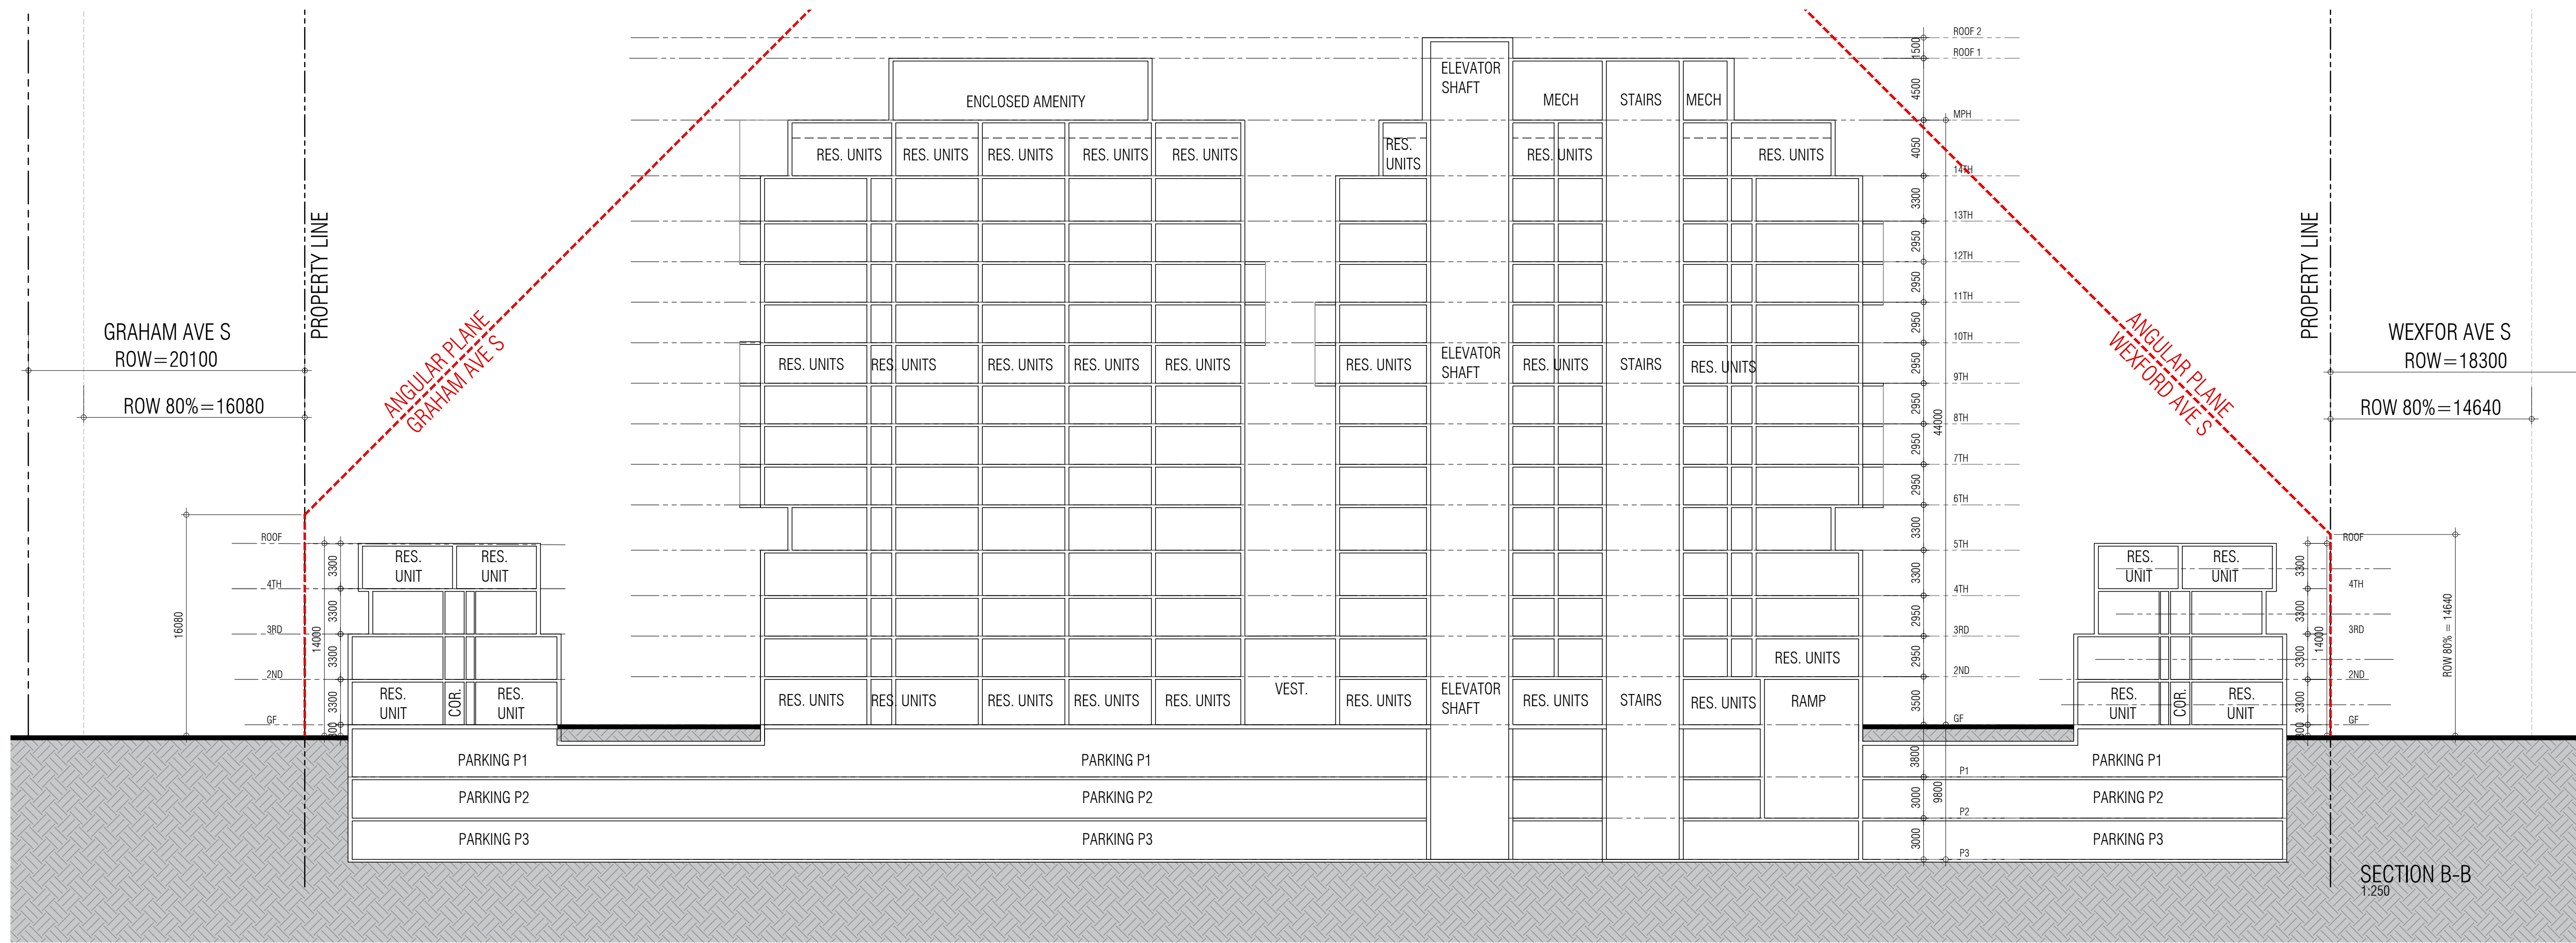 ROOF 2
ROOF 1
1500
ELEVATOR
SHAFT
4500
ENCLOSED AMENITY
MECH
STAIRS
MECH
MPH
RES. UNITS
RES. UNITS
RES. UNITS
RES. UNITS
RES. UNITS
RES.
UNITS
RES. UNITS
RES. UNITS
4050
14TH
3300
13TH
2950
12TH
2950
11TH
2950
10TH
2950
9TH
2950
8TH
2950
7TH
2950
6TH
3300
5TH
3300
4TH
2950
3RD
2950
2ND
3500
GF
44000
PROPERTY LINE
GRAHAM AVE S
ROW=20100
ROW 80%=16080
ANGULAR PLANE
GRAHAM AVE S
RES. UNITS
RES. UNITS
RES. UNITS
RES. UNITS
RES. UNITS
RES. UNITS
ELEVATOR
SHAFT
RES. UNITS
STAIRS
RES. UNITS
ANGULAR PLANE
WEXFORD AVE S
PROPERTY LINE
WEXFOR AVE S
ROW=18300
ROW 80%=14640
16080
ROOF
4TH
3RD
2ND
GF
14000
3300
3300
3300
3300
RES.
UNIT
RES.
UNIT
RES.
UNIT
COR.
RES.
UNIT
RES. UNITS
RES. UNITS
RES. UNITS
RES. UNITS
RES. UNITS
VEST.
RES. UNITS
ELEVATOR
SHAFT
RES. UNITS
STAIRS
RES. UNITS
RES. UNITS
RAMP
RES.
UNIT
RES.
UNIT
RES.
UNIT
COR.
RES.
UNIT
3300
3300
3300
3300
14000
ROOF
4TH
3RD
2ND
GF
ROW 80% = 14640
PARKING P1
PARKING P1
3800
P1
PARKING P1
PARKING P2
PARKING P2
3000
9800
P2
PARKING P2
PARKING P3
PARKING P3
3000
P3
PARKING P3
SECTION B-B
1:250